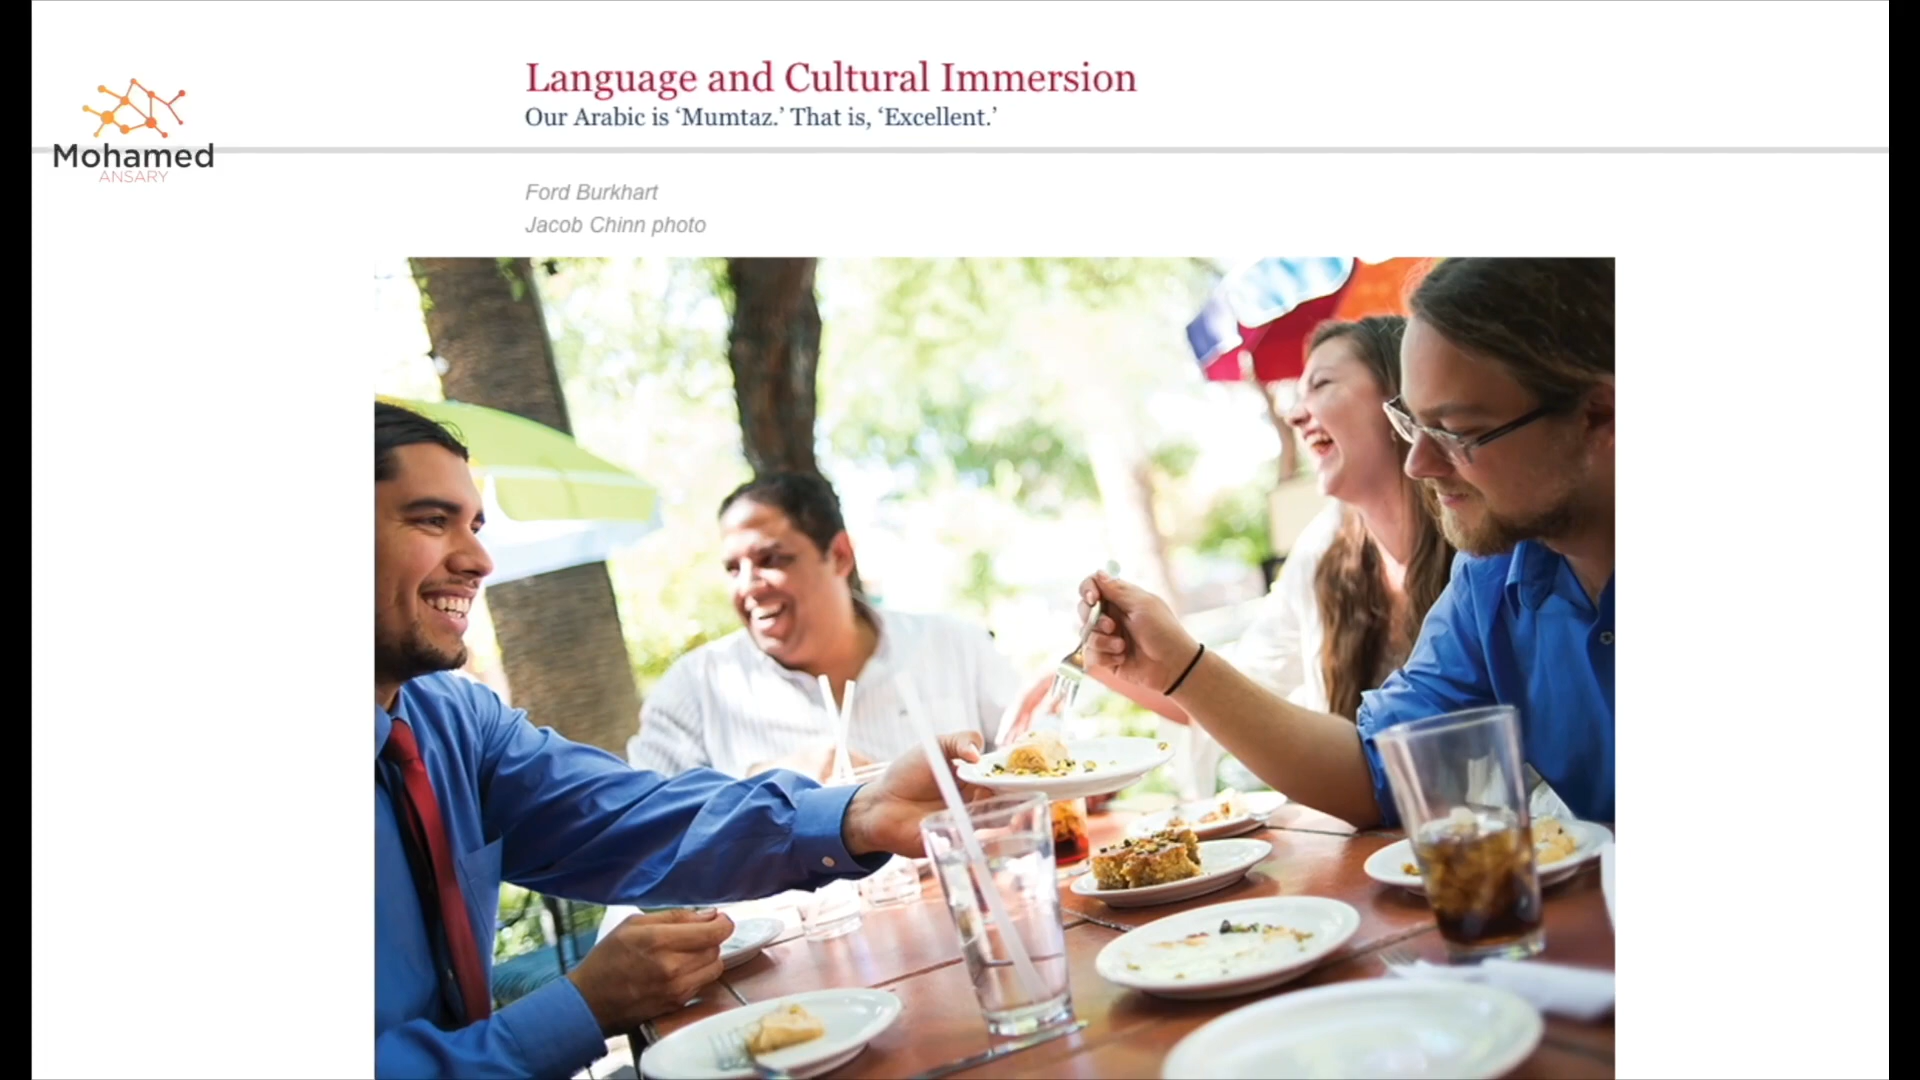 Language and Cultural Immersion
Our Arabic is ‘Mumtaz.’ That is, ‘Excellent.’
Mohamed
ANSARY
Ford Burkhart
Jacob Chinn photo